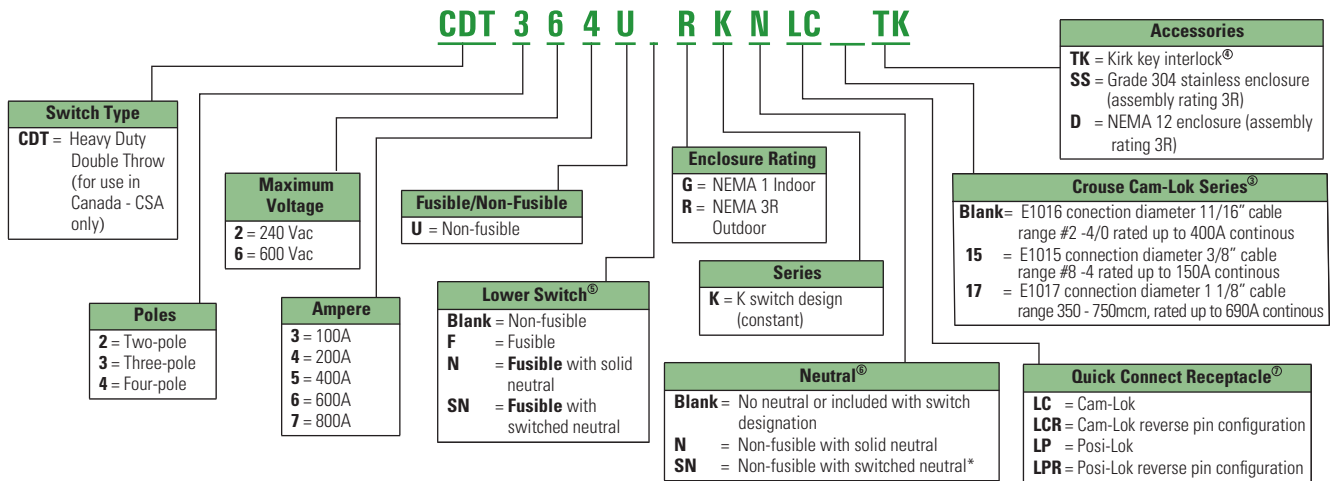 CDT 3 6 4 U . R K N LC _ TK
Switch Type
CDT = Heavy Duty
Double Throw
(for use in
Canada - CSA
only)
Poles
2 = Two-pole
3 = Three-pole
4 = Four-pole
Maximum
Voltage
2 = 240 Vac
6 = 600 Vac
Ampere
3 = 100A
4 = 200A
5 = 400A
6 = 600A
7 = 800A
Fusible/Non-Fusible
U = Non-fusible
Lower Switch⑤
Blank = Non-fusible
F = Fusible
N = Fusible with solid
neutral
SN = Fusible with
switched neutral
Enclosure Rating
G = NEMA 1 Indoor
R = NEMA 3R
Outdoor
Series
K = K switch design
(constant)
Neutral⑥
Blank = No neutral or included with switch
designation
N = Non-fusible with solid neutral
SN = Non-fusible with switched neutral*
Accessories
TK = Kirk key interlock④
SS = Grade 304 stainless enclosure
(assembly rating 3R)
D = NEMA 12 enclosure (assembly
rating 3R)
Crouse Cam-Lok Series③
Blank= E1016 conection diameter 11/16" cable
range #2 -4/0 rated up to 400A continous
15 = E1015 connection diameter 3/8" cable
range #8 -4 rated up to 150A continous
17 = E1017 connection diameter 1 1/8" cable
range 350 - 750mcm, rated up to 690A continous
Quick Connect Receptacle⑦
LC = Cam-Lok
LCR = Cam-Lok reverse pin configuration
LP = Posi-Lok
LPR = Posi-Lok reverse pin configuration